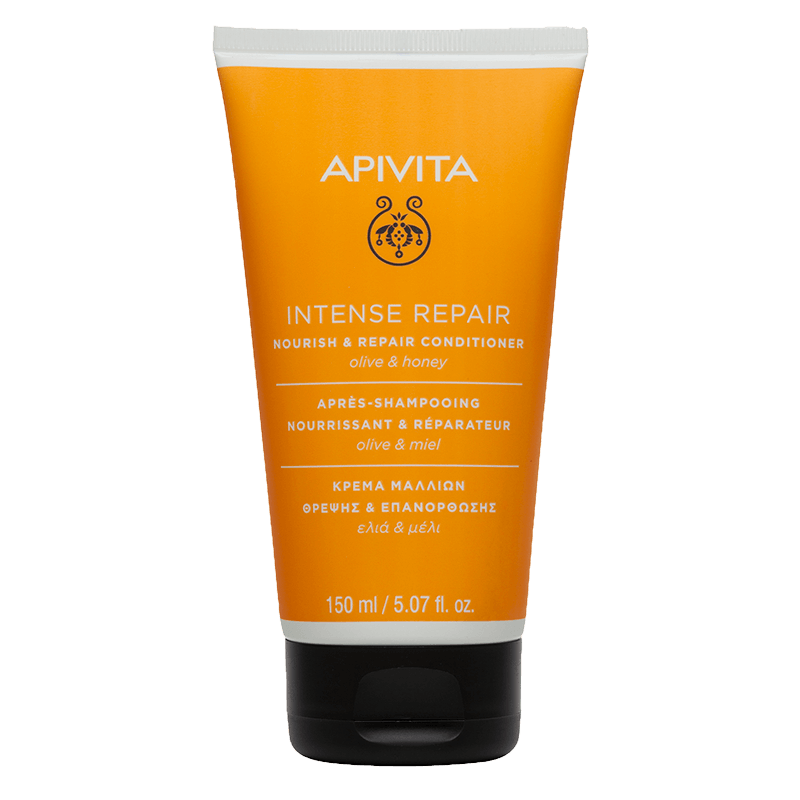 APIVITA
INTENSE REPAIR
NOURISH & REPAIR CONDITIONER
olive & honey
APRÈS-SHAMPOOING
NOURRISSANT & RÉPARATEUR
olive & miel
ΚΡΕΜΑ ΜΑΛΛΙΩΝ
ΘΡΕΨΗΣ & ΕΠΑΝΟΡΘΩΣΗΣ
ελιά & μέλι
150 ml / 5.07 fl. oz.